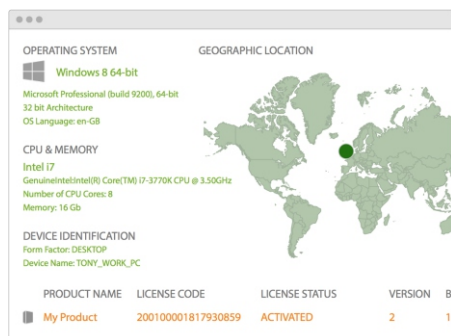 OPERATING SYSTEM
GEOGRAPHIC LOCATION
Windows 8 64-bit
Microsoft Professional (build 9200), 64-bit
32 bit Architecture
OS Language: en-GB
CPU & MEMORY
Intel i7
GenuineIntel:Intel(R) Core(TM) i7-3770K CPU @ 3.50GHz
Number of CPU Cores: 8
Memory: 16 Gb
DEVICE IDENTIFICATION
Form Factor: DESKTOP
Device Name: TONY_WORK_PC
PRODUCT NAME LICENSE CODE LICENSE STATUS VERSION B
My Product 200100001817930859 ACTIVATED 2 1